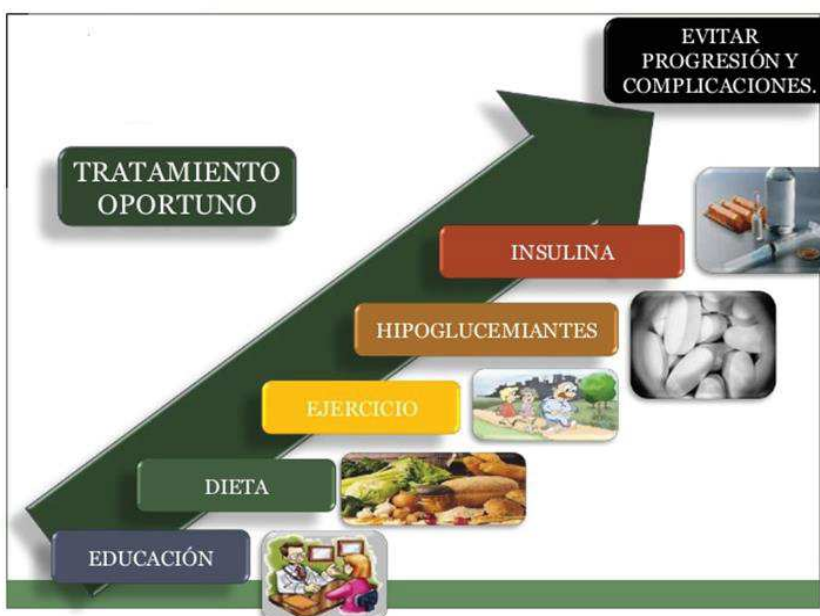 EVITAR
PROGRESIÓN Y
COMPLICACIONES.
TRATAMIENTO
OPORTUNO
INSULINA
HIPOGLUCEMIANTES
EJERCICIO
DIETA
EDUCACIÓN